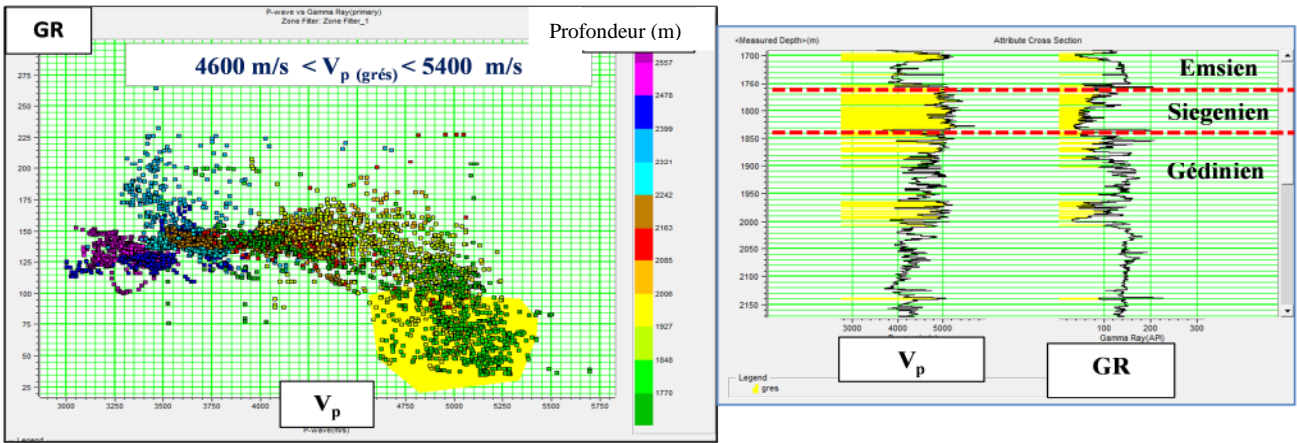 P-wave vs Gamma Ray(primary)
Zone Filter: Zone Filter_1
GR
Profondeur (m)
4600 m/s < Vp (grés) < 5400 m/s
275
250
225
200
175
150
125
100
75
50
25
3000 3250 3500 3750 4000 4750 5000 5250 5500 5750
Vp
P-wave(m/s)
Legend
2557
2478
2399
2321
2242
2163
2085
2006
1927
1848
1770
<Measured Depth>(m) Attribute Cross Section
1700
1760
1800
1850
1900
1950
2000
2050
2100
2150
Emsien
Siegenien
Gédinien
3000 4000 5000
100 200 300
Gamma Ray(API)
Vp
GR
Legend
gres